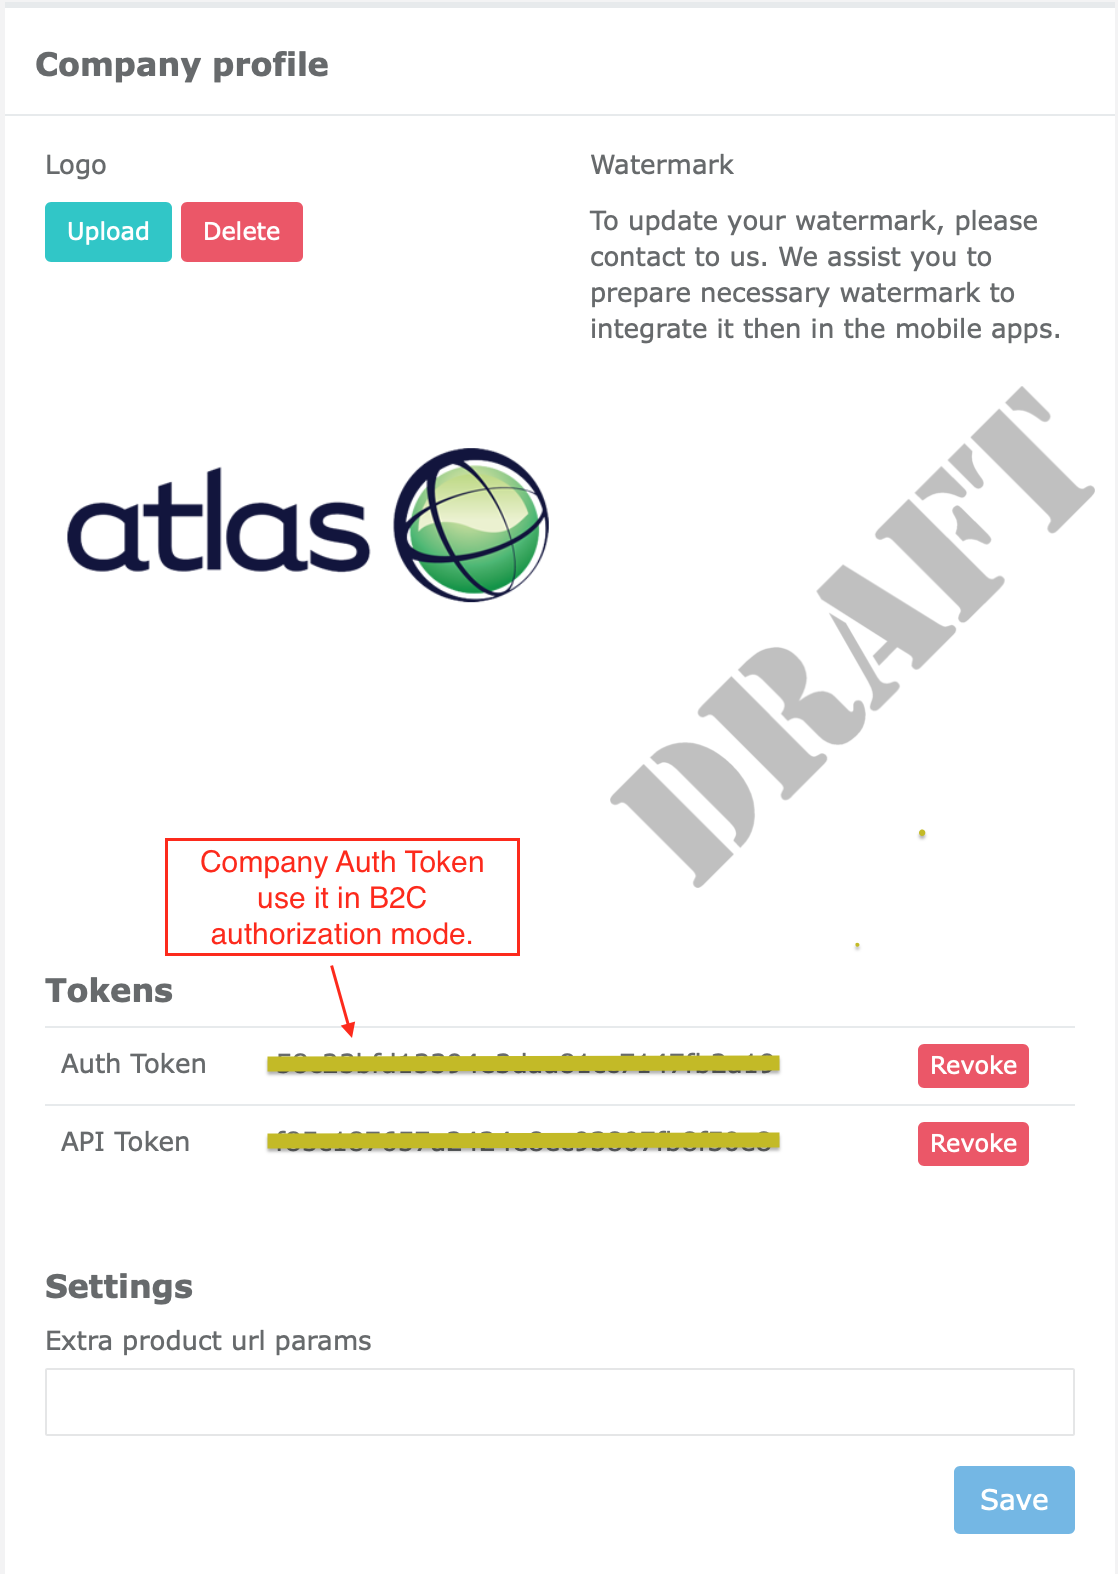 Company profile
Logo
Upload
Delete
Watermark
To update your watermark, please
contact to us. We assist you to
prepare necessary watermark to
integrate it then in the mobile apps.
atlas
DRAFT
Company Auth Token
use it in B2C
authorization mode.
Tokens
Auth Token
Revoke
API Token
Revoke
Settings
Extra product url params
Save